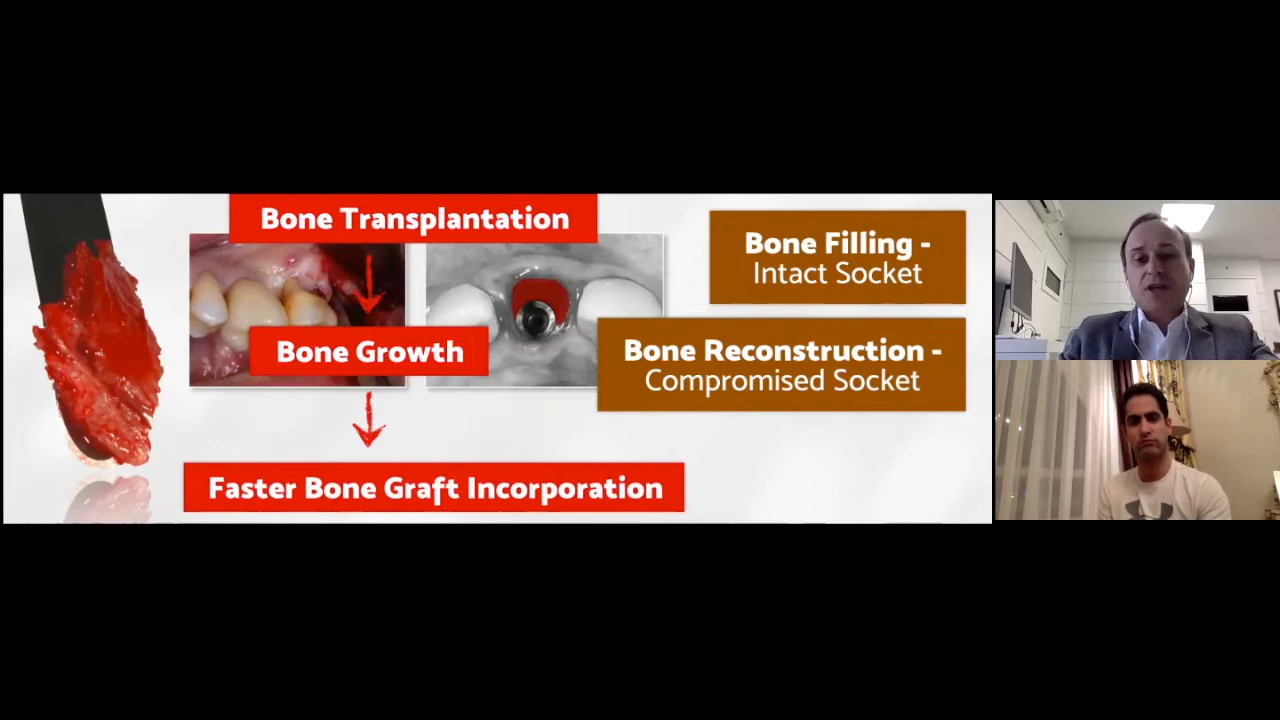 Bone Transplantation
Bone Growth
Faster Bone Graft Incorporation
Bone Filling -
Intact Socket
Bone Reconstruction -
Compromised Socket